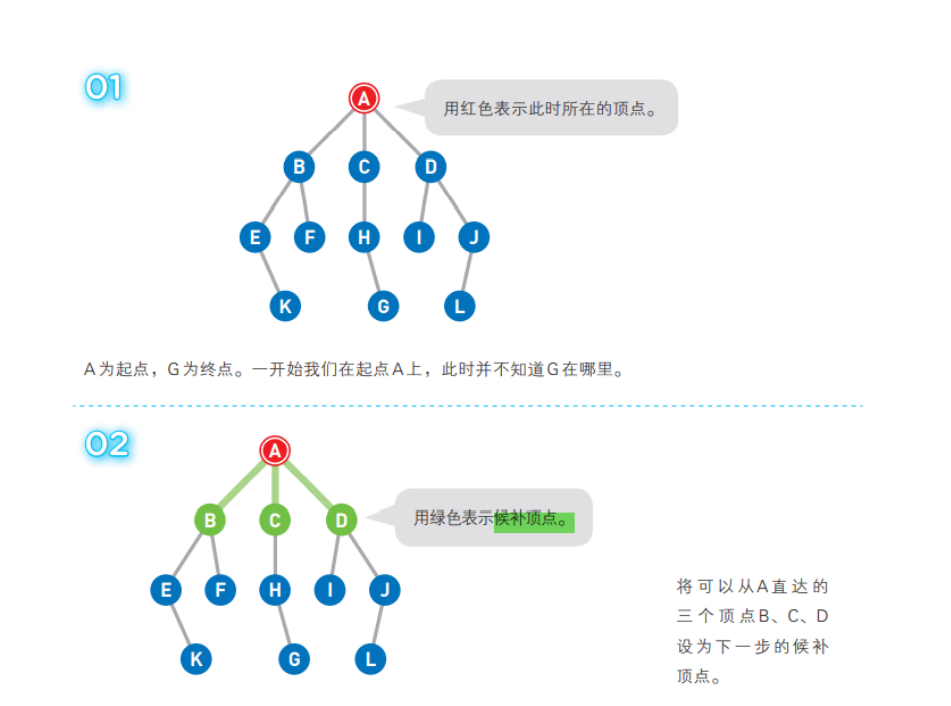 01
A
用红色表示此时所在的顶点。
B C D
E F H I J
K G L
A为起点，G为终点。一开始我们在起点A上，此时并不知道G在哪里。
02
A
B C D
用绿色表示候补顶点。
E F H I J
K G L
将可以从A直达的
三个顶点B、C、D
设为下一步的候补
顶点。